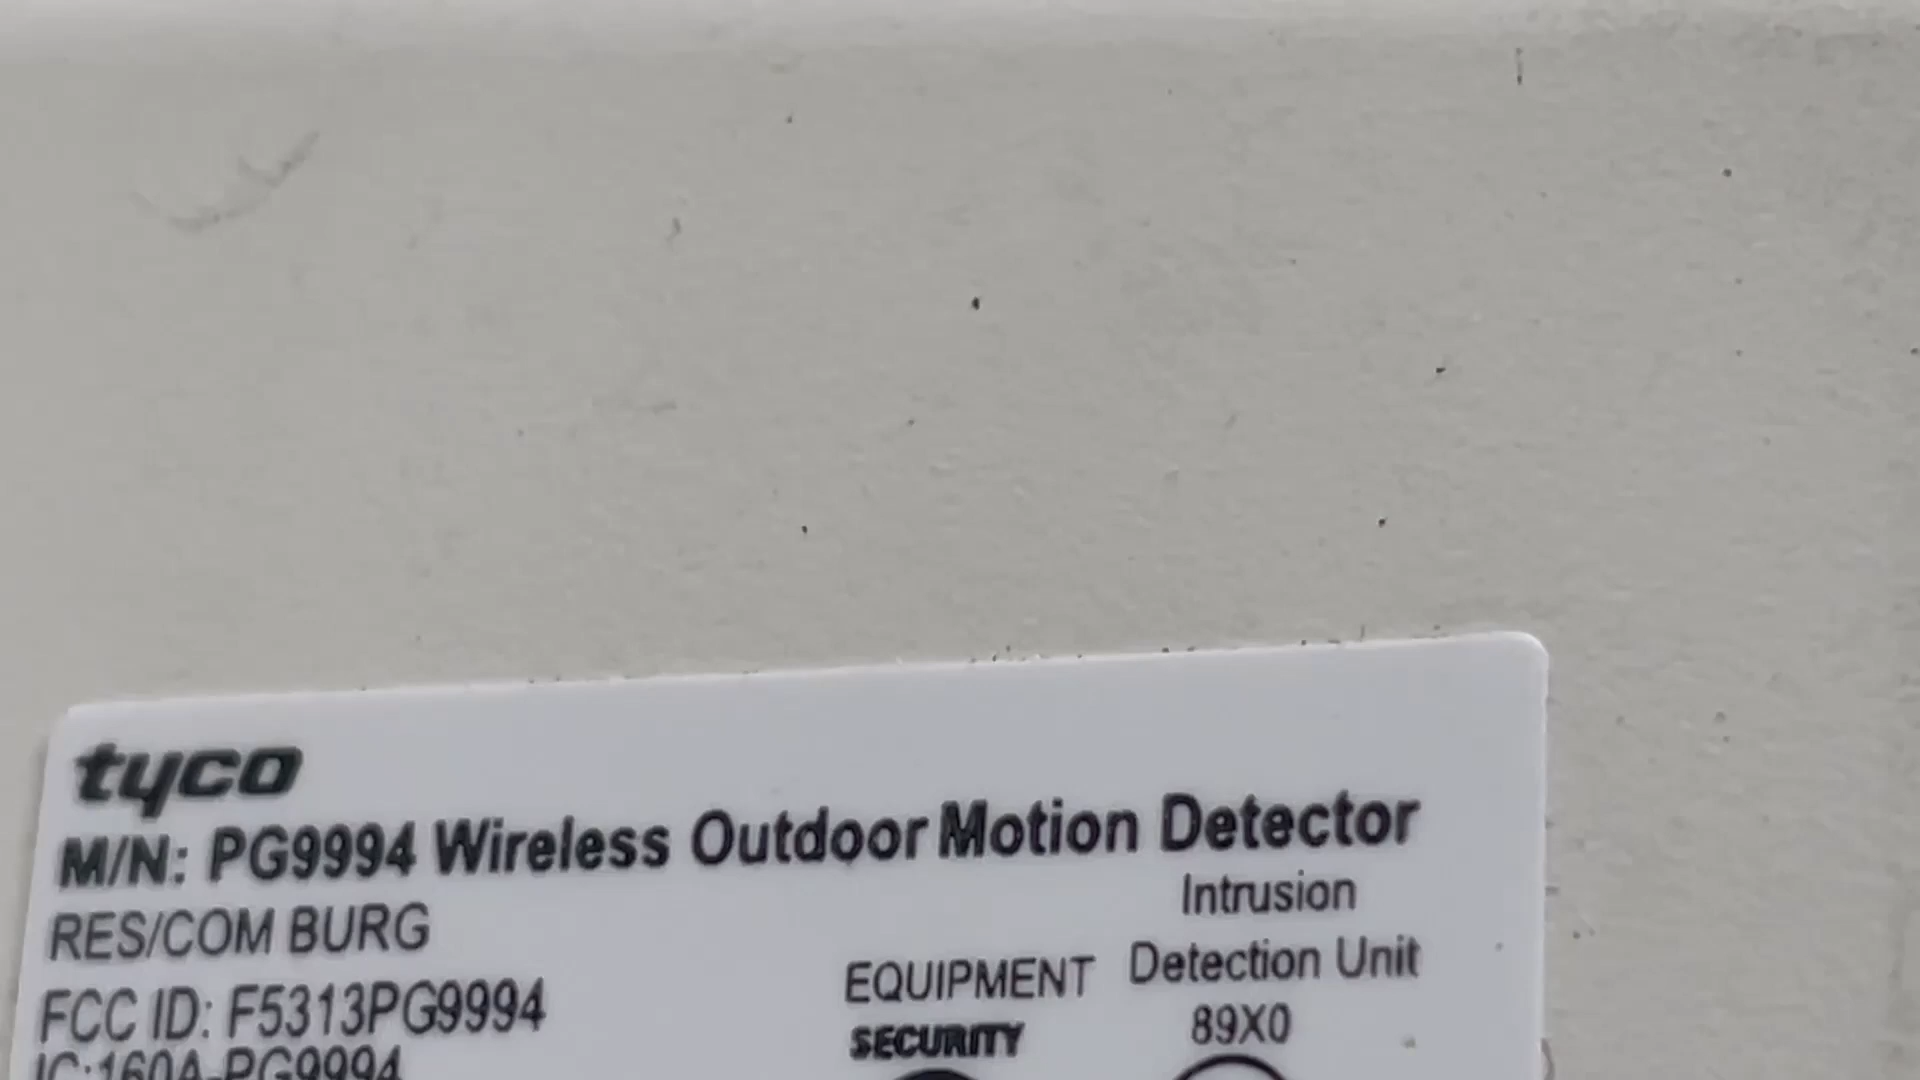 tyco
M/N: PG9994 Wireless Outdoor Motion Detector
RES/COM BURG
Intrusion
EQUIPMENT Detection Unit
FCC ID: F5313PG9994
SECURITY 89X0
IC:160A-PG9994